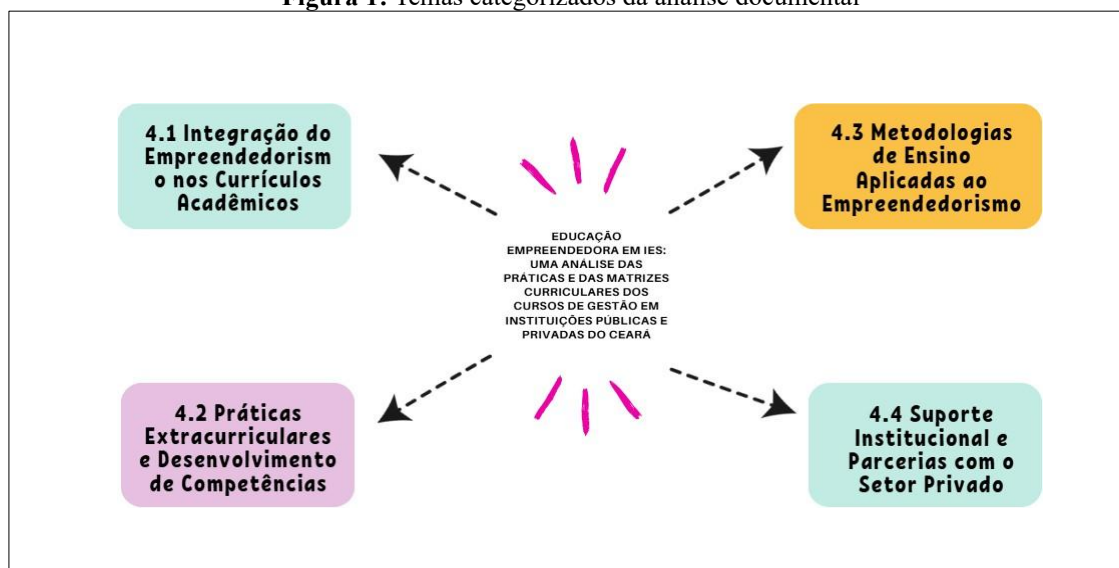 Figura 1: Temas categorizados da análise documental
4.1 Integração do
Empreendedorism
o nos Currículos
Acadêmicos
4.3 Metodologias
de Ensino
Aplicadas ao
Empreendedorismo
EDUCAÇÃO
EMPREENDEDORA EM IES:
UMA ANÁLISE DAS
PRÁTICAS E DAS MATRIZES
CURRICULARES DOS
CURSOS DE GESTÃO EM
INSTITUIÇÕES PÚBLICAS E
PRIVADAS DO CEARÁ
4.2 Práticas
Extracurriculares
e Desenvolvimento
de Competências
4.4 Suporte
Institucional e
Parcerias com o
Setor Privado